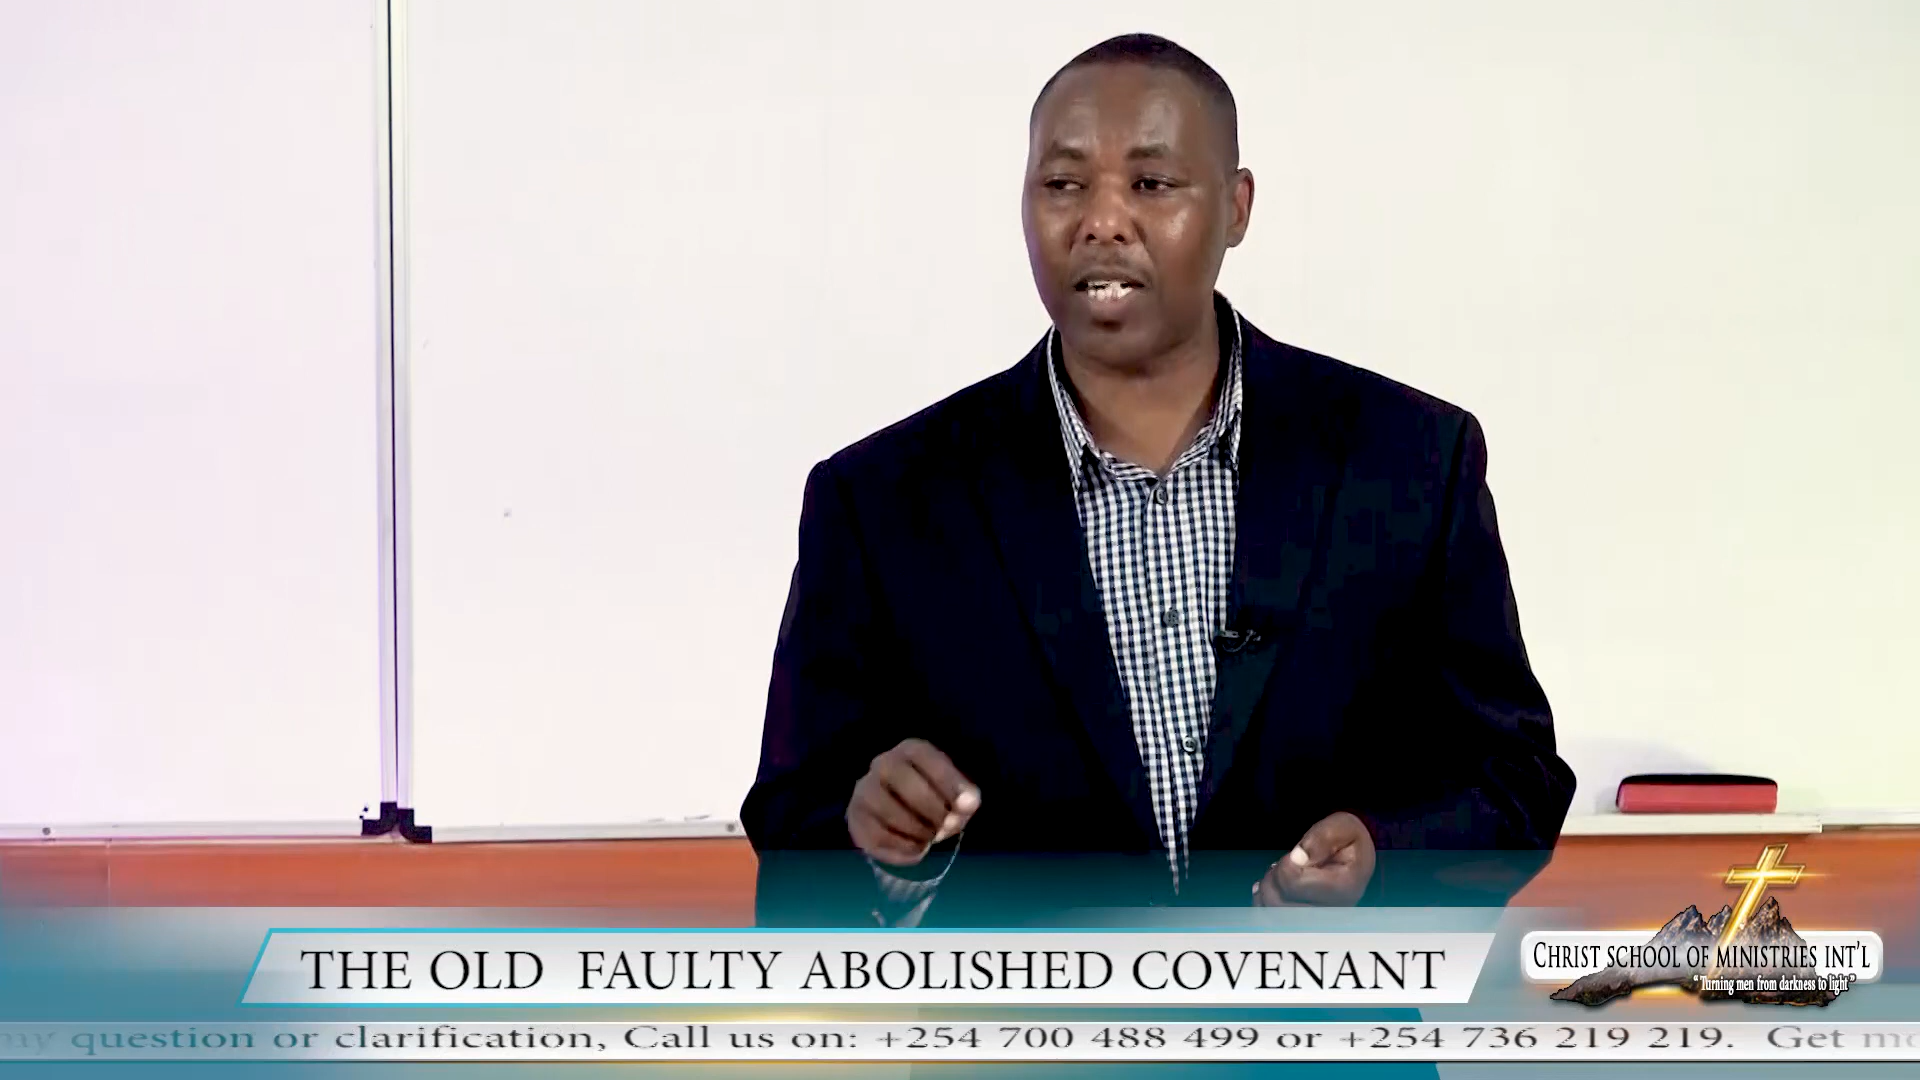 THE OLD FAULTY ABOLISHED COVENANT
CHRIST SCHOOL OF MINISTRIES INT'L
"Turning men from darkness to light"
question or clarification, Call us on: +254 700 488 499 or +254 736 219 219. Get